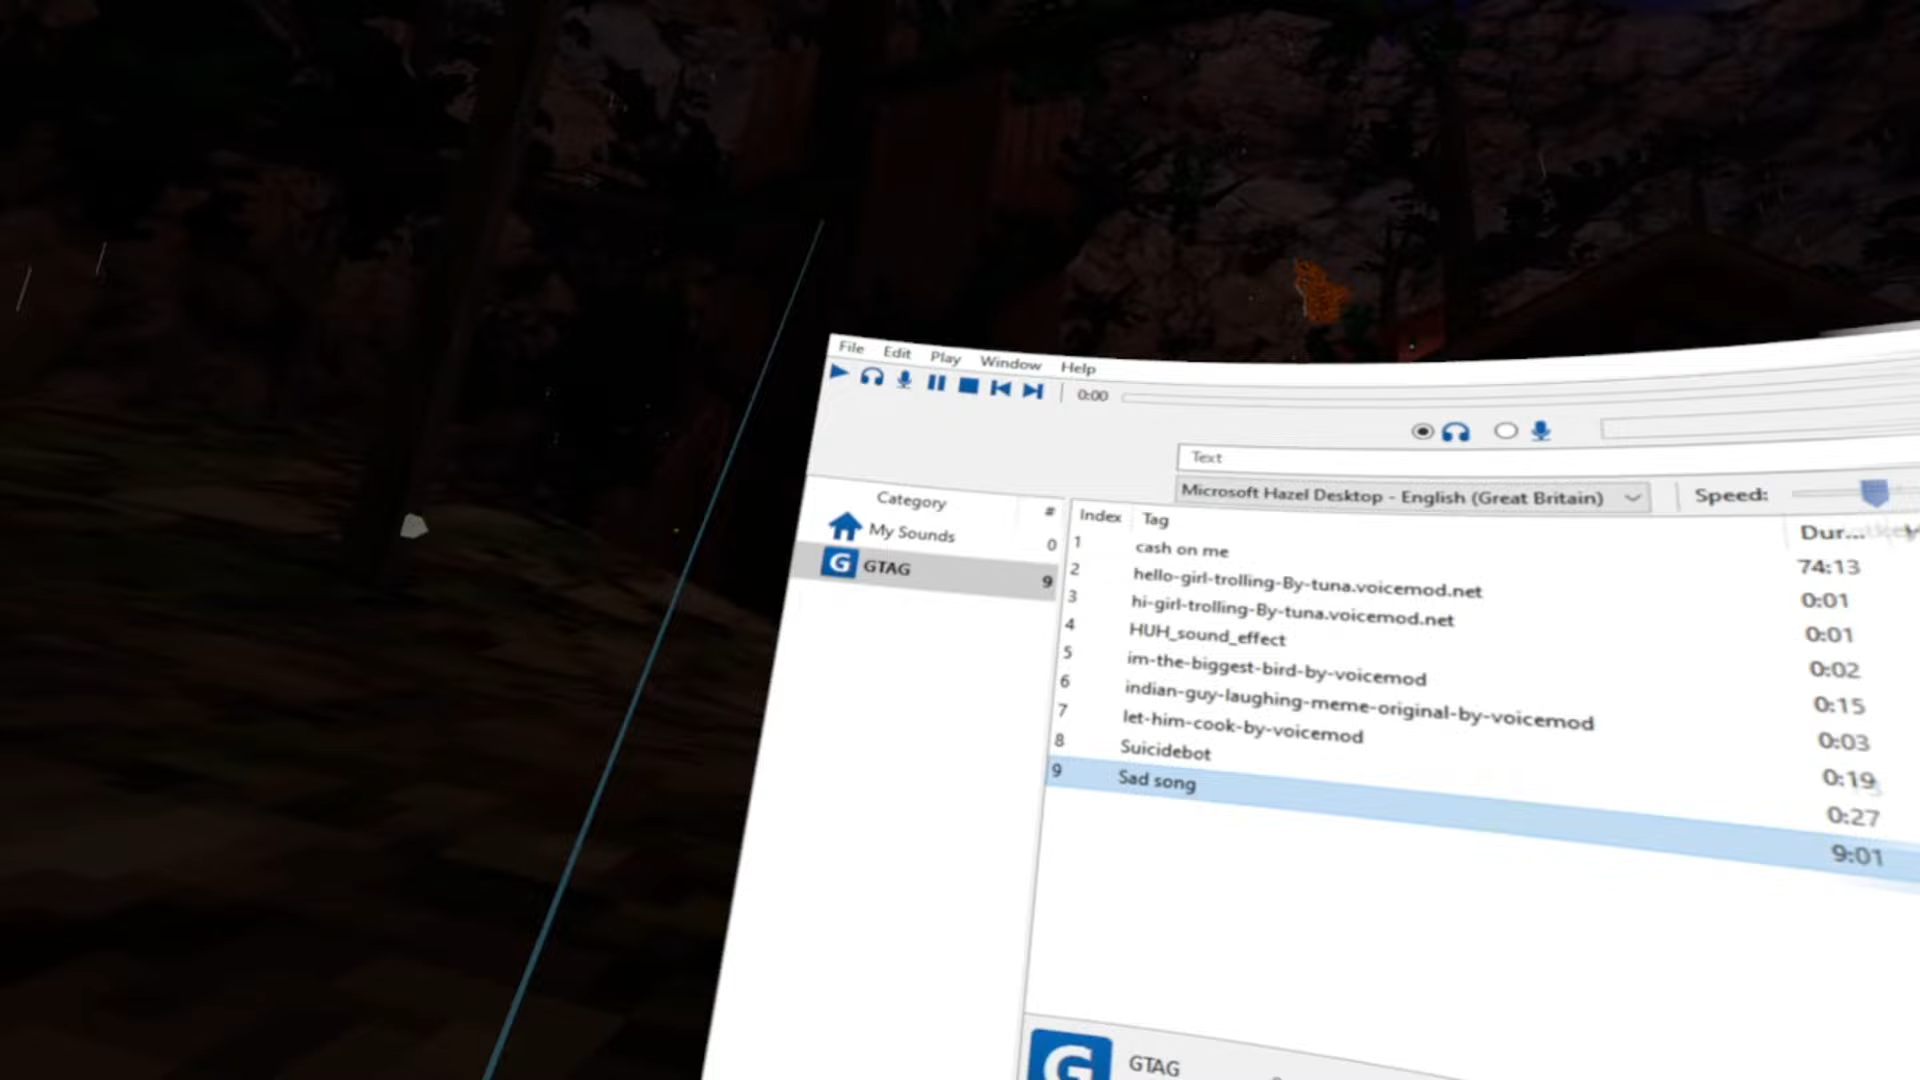 File Edit Play Window Help
0:00
Text
Microsoft Hazel Desktop - English (Great Britain) Speed:
Category #
My Sounds 0
G GTAG 9
Index Tag Dur...
1 cash on me 74:13
2 hello-girl-trolling-By-tuna.voicemod.net 0:01
3 hi-girl-trolling-By-tuna.voicemod.net 0:01
4 HUH_sound_effect 0:02
5 im-the-biggest-bird-by-voicemod 0:15
6 indian-guy-laughing-meme-original-by-voicemod 0:03
7 let-him-cook-by-voicemod 0:19
8 Suicidebot 0:27
9 Sad song 9:01
G GTAG